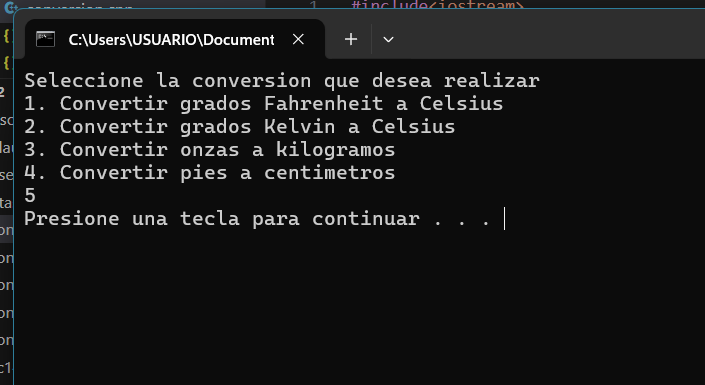 conversion.cpp
1 #include<iostream>
C:\Users\USUARIO\Document
Seleccione la conversion que desea realizar
1. Convertir grados Fahrenheit a Celsius
2. Convertir grados Kelvin a Celsius
3. Convertir onzas a kilogramos
4. Convertir pies a centimetros
5
Presione una tecla para continuar . . .